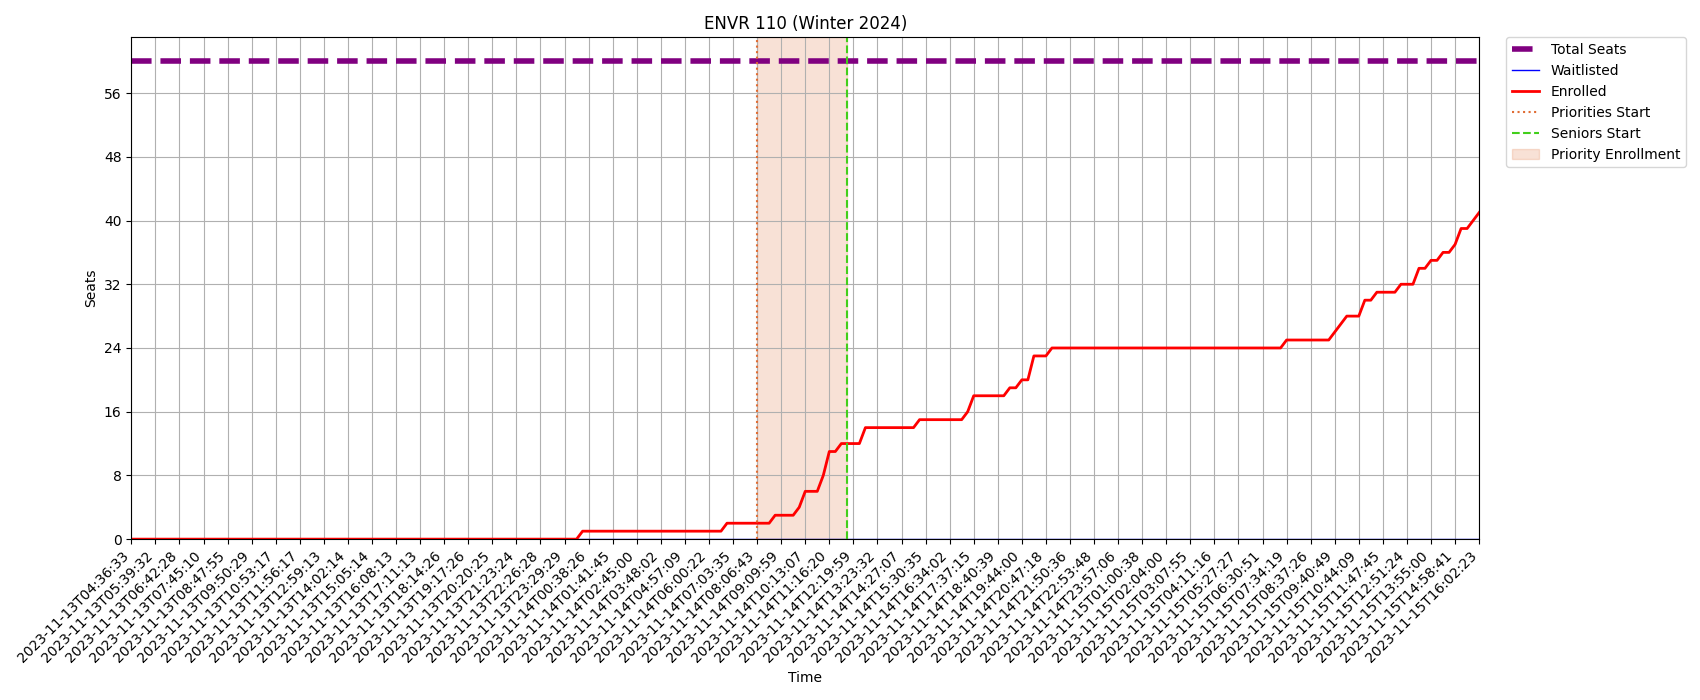 ENVR 110 (Winter 2024)
Total Seats
Waitlisted
Enrolled
Priorities Start
Seniors Start
Priority Enrollment
Seats
56
48
40
32
24
16
8
0
2023-11-13T04:36:33
2023-11-13T05:39:32
2023-11-13T06:42:28
2023-11-13T07:45:10
2023-11-13T08:47:55
2023-11-13T09:50:29
2023-11-13T10:53:17
2023-11-13T11:56:17
2023-11-13T12:59:13
2023-11-13T14:02:14
2023-11-13T15:05:14
2023-11-13T16:08:13
2023-11-13T17:11:13
2023-11-13T18:14:26
2023-11-13T19:17:26
2023-11-13T20:20:25
2023-11-13T21:23:24
2023-11-13T22:26:28
2023-11-13T23:29:29
2023-11-14T00:38:26
2023-11-14T01:41:45
2023-11-14T02:45:00
2023-11-14T03:48:02
2023-11-14T04:57:09
2023-11-14T06:00:22
2023-11-14T07:03:35
2023-11-14T08:06:43
2023-11-14T09:09:59
2023-11-14T10:13:07
2023-11-14T11:16:20
2023-11-14T12:19:59
2023-11-14T13:23:32
2023-11-14T14:27:07
2023-11-14T15:30:35
2023-11-14T16:34:02
2023-11-14T17:37:15
2023-11-14T18:40:39
2023-11-14T19:44:00
2023-11-14T20:47:18
2023-11-14T21:50:36
2023-11-14T22:53:48
2023-11-14T23:57:06
2023-11-15T01:00:38
2023-11-15T02:04:00
2023-11-15T03:07:55
2023-11-15T04:11:16
2023-11-15T05:27:27
2023-11-15T06:30:51
2023-11-15T07:34:19
2023-11-15T08:37:26
2023-11-15T09:40:49
2023-11-15T10:44:09
2023-11-15T11:47:45
2023-11-15T12:51:24
2023-11-15T13:55:00
2023-11-15T14:58:41
2023-11-15T16:02:23
Time